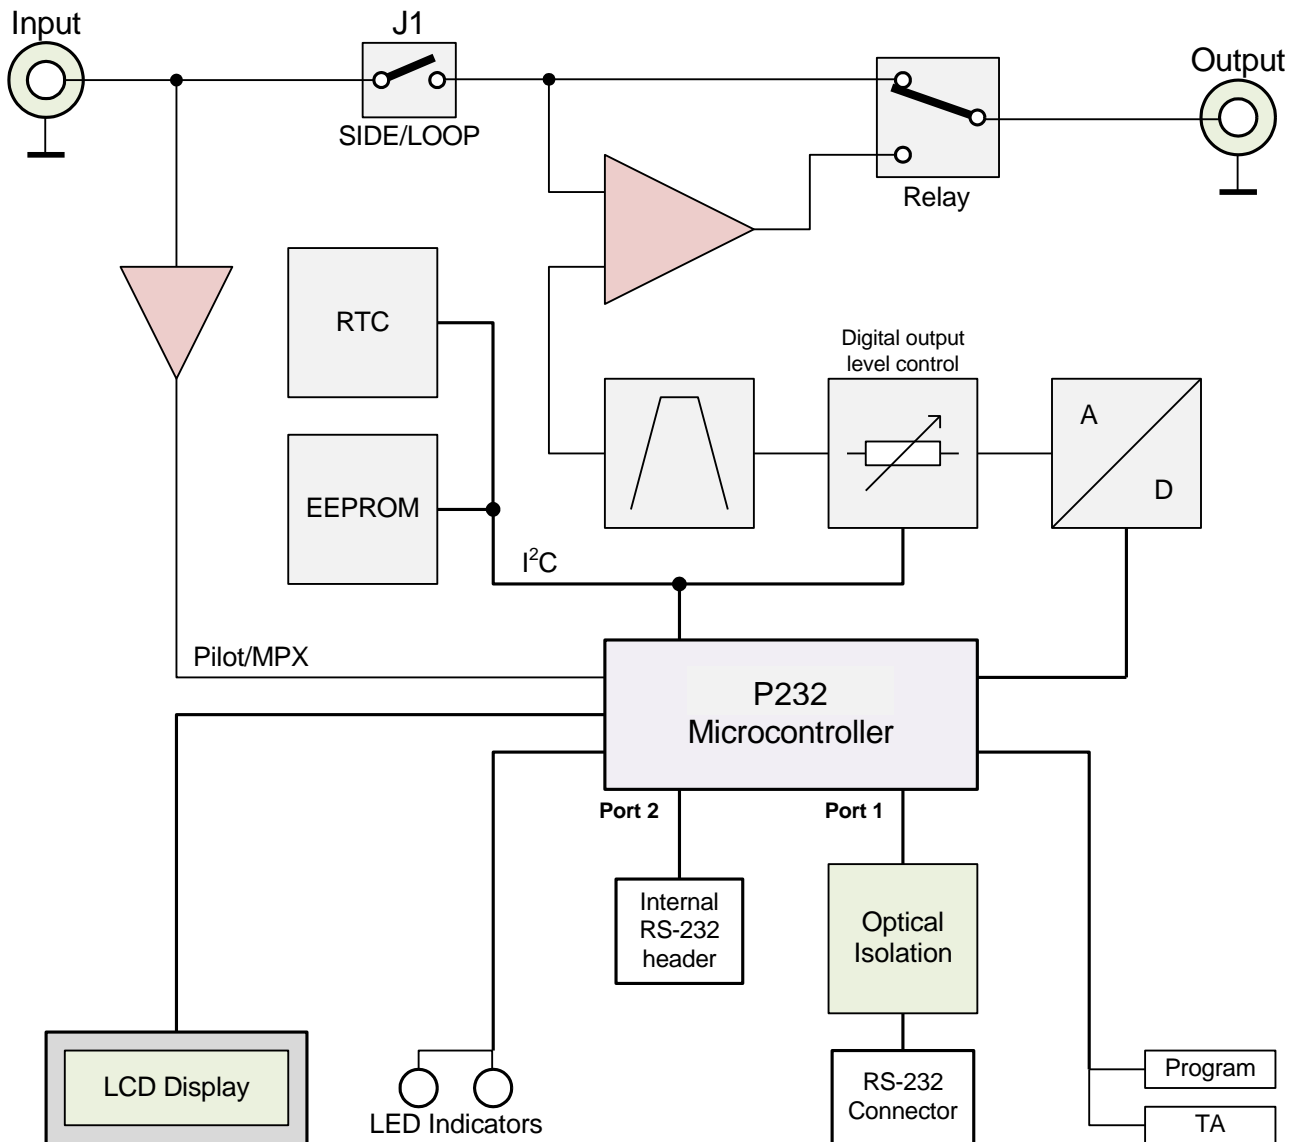 Input
J1
Output
SIDE/LOOP
Relay
RTC
Digital output
level control
A
D
EEPROM
I²C
Pilot/MPX
P232
Microcontroller
Port 2
Port 1
Internal
RS-232
header
Optical
Isolation
LCD Display
LED Indicators
RS-232
Connector
Program
TA